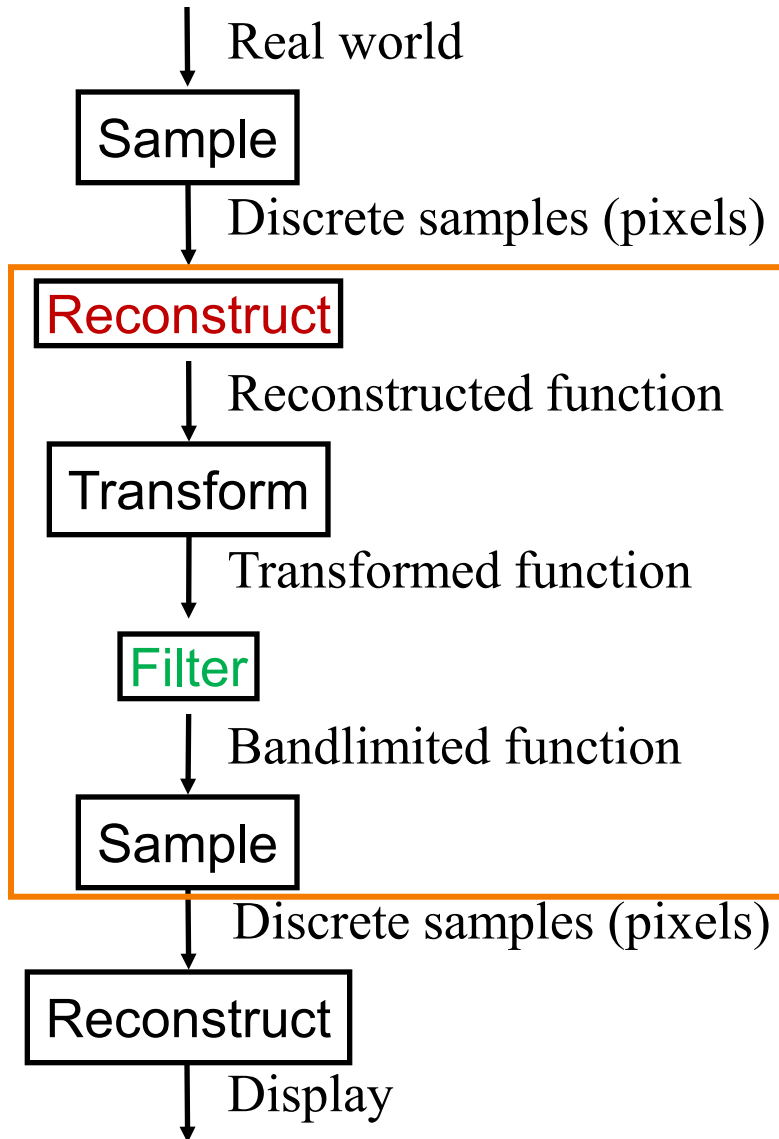 Real world
Sample
Discrete samples (pixels)
Reconstruct
Reconstructed function
Transform
Transformed function
Filter
Bandlimited function
Sample
Discrete samples (pixels)
Reconstruct
Display